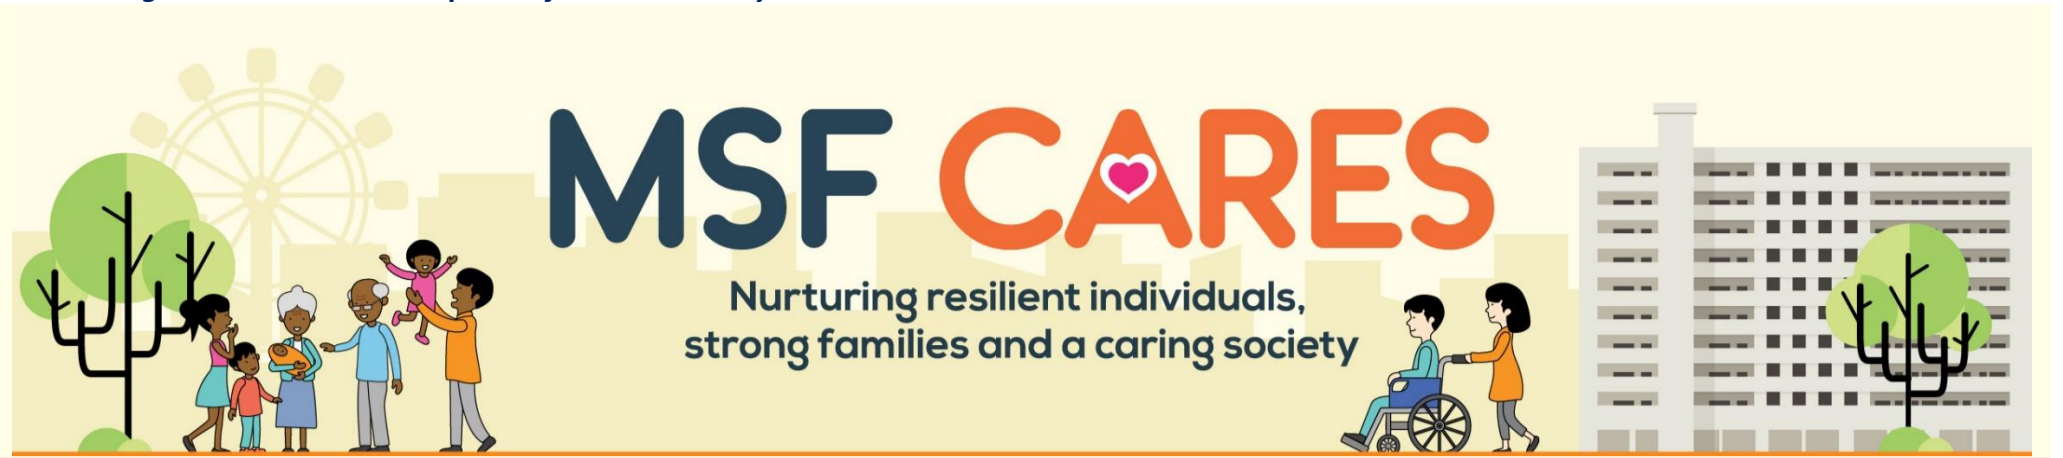 MSF CARES
Nurturing resilient individuals,
strong families and a caring society